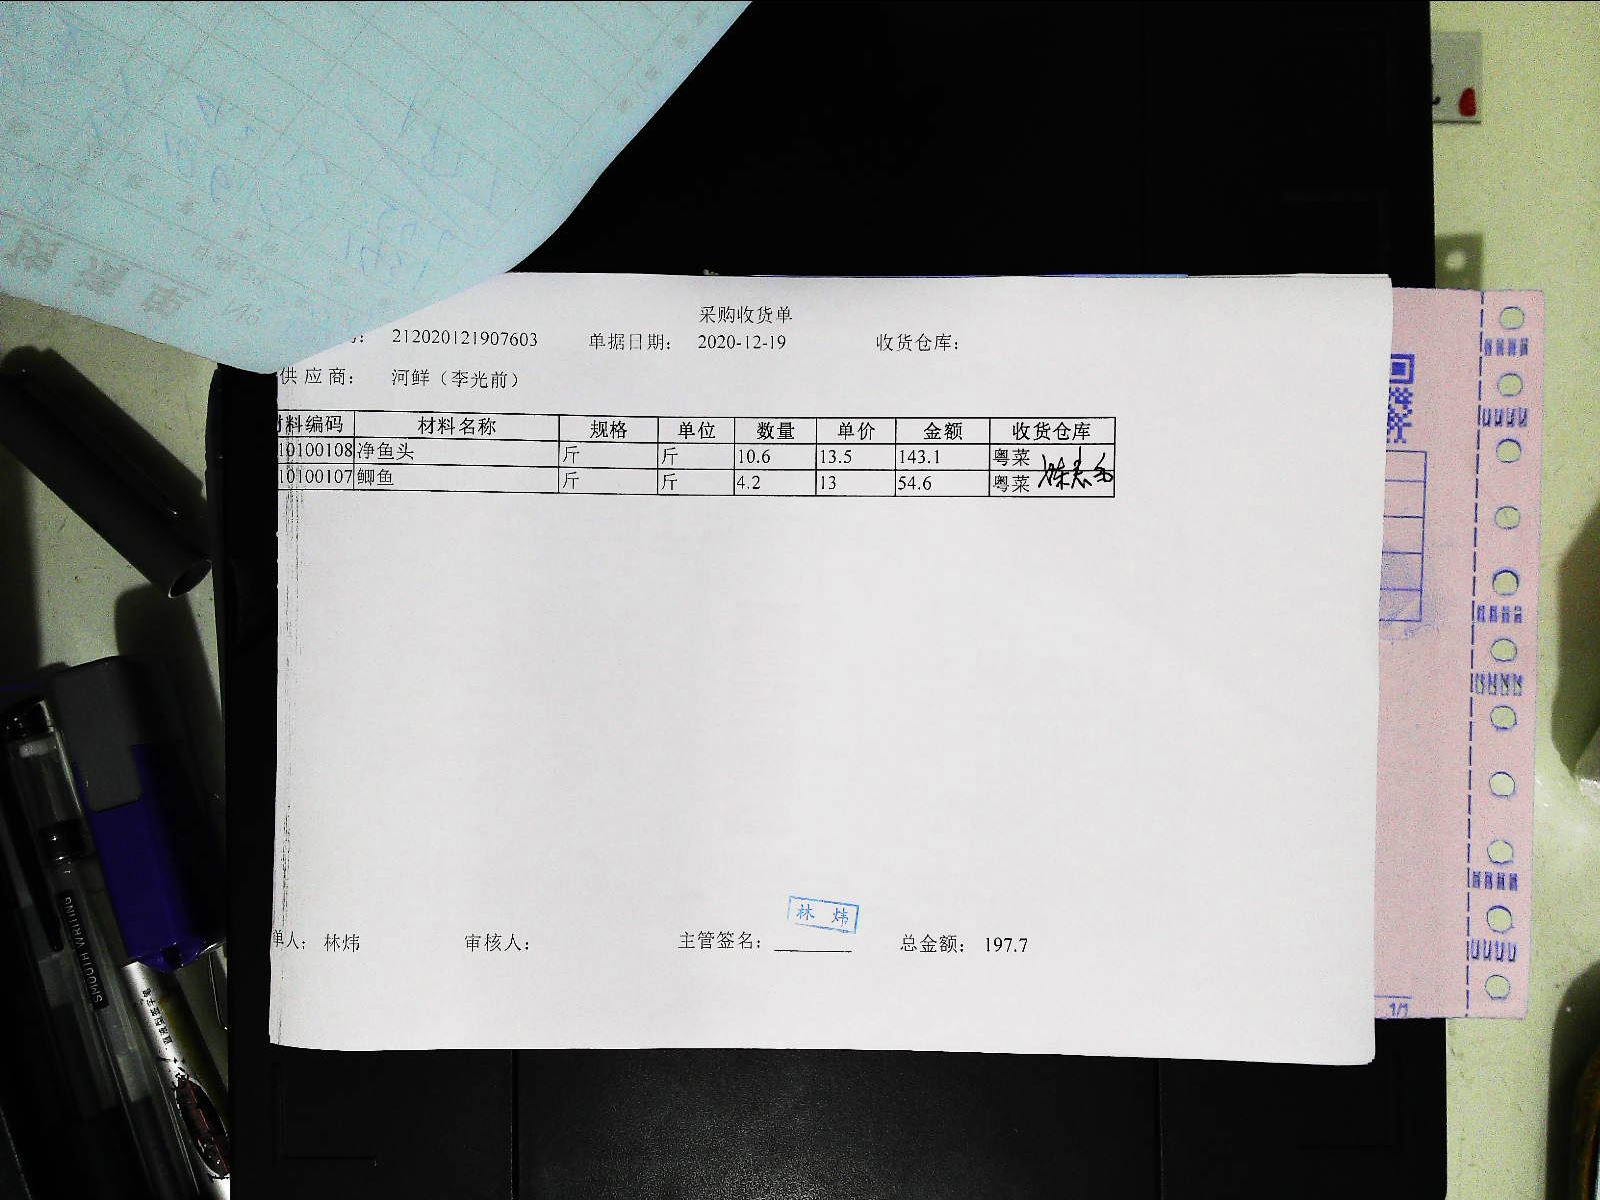 采购收货单
212020121907603 单据日期： 2020-12-19 收货仓库：
供应商： 河鲜（李光前）
料编码 材料名称 规格 单位 数量 单价 金额 收货仓库
10100108 净鱼头 斤 斤 10.6 13.5 143.1 粤菜
10100107 鲫鱼 斤 斤 4.2 13 54.6 粤菜
林 炜
单人： 林炜 审核人： 主管签名： 总金额： 197.7
1/1
SMOOTH WRITING